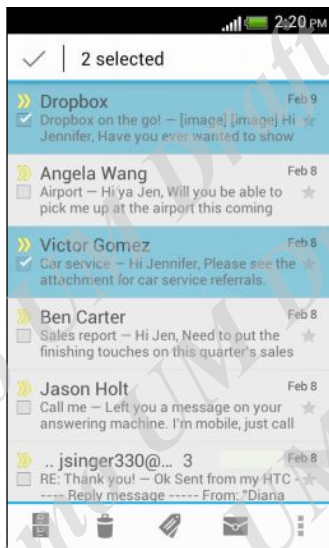 2:20 PM
2 selected
Dropbox Feb 9
Dropbox on the go! – [image] [image] Hi
Jennifer, Have you ever wanted to show
Angela Wang Feb 8
Airport – Hi ya Jen, Will you be able to
pick me up at the airport this coming
Victor Gomez Feb 8
Car service – Hi Jennifer, Please see the
attachment for car service referrals.
Ben Carter Feb 8
Sales report – Hi Jen, Need to put the
finishing touches on this quarter's sales
Jason Holt Feb 8
Call me – Left you a message on your
answering machine. I'm mobile, just call
.. jsinger330@... 3 Feb 8
RE: Thank you! – Ok Sent from my HTC -
---- Reply message ----- From: "Diana